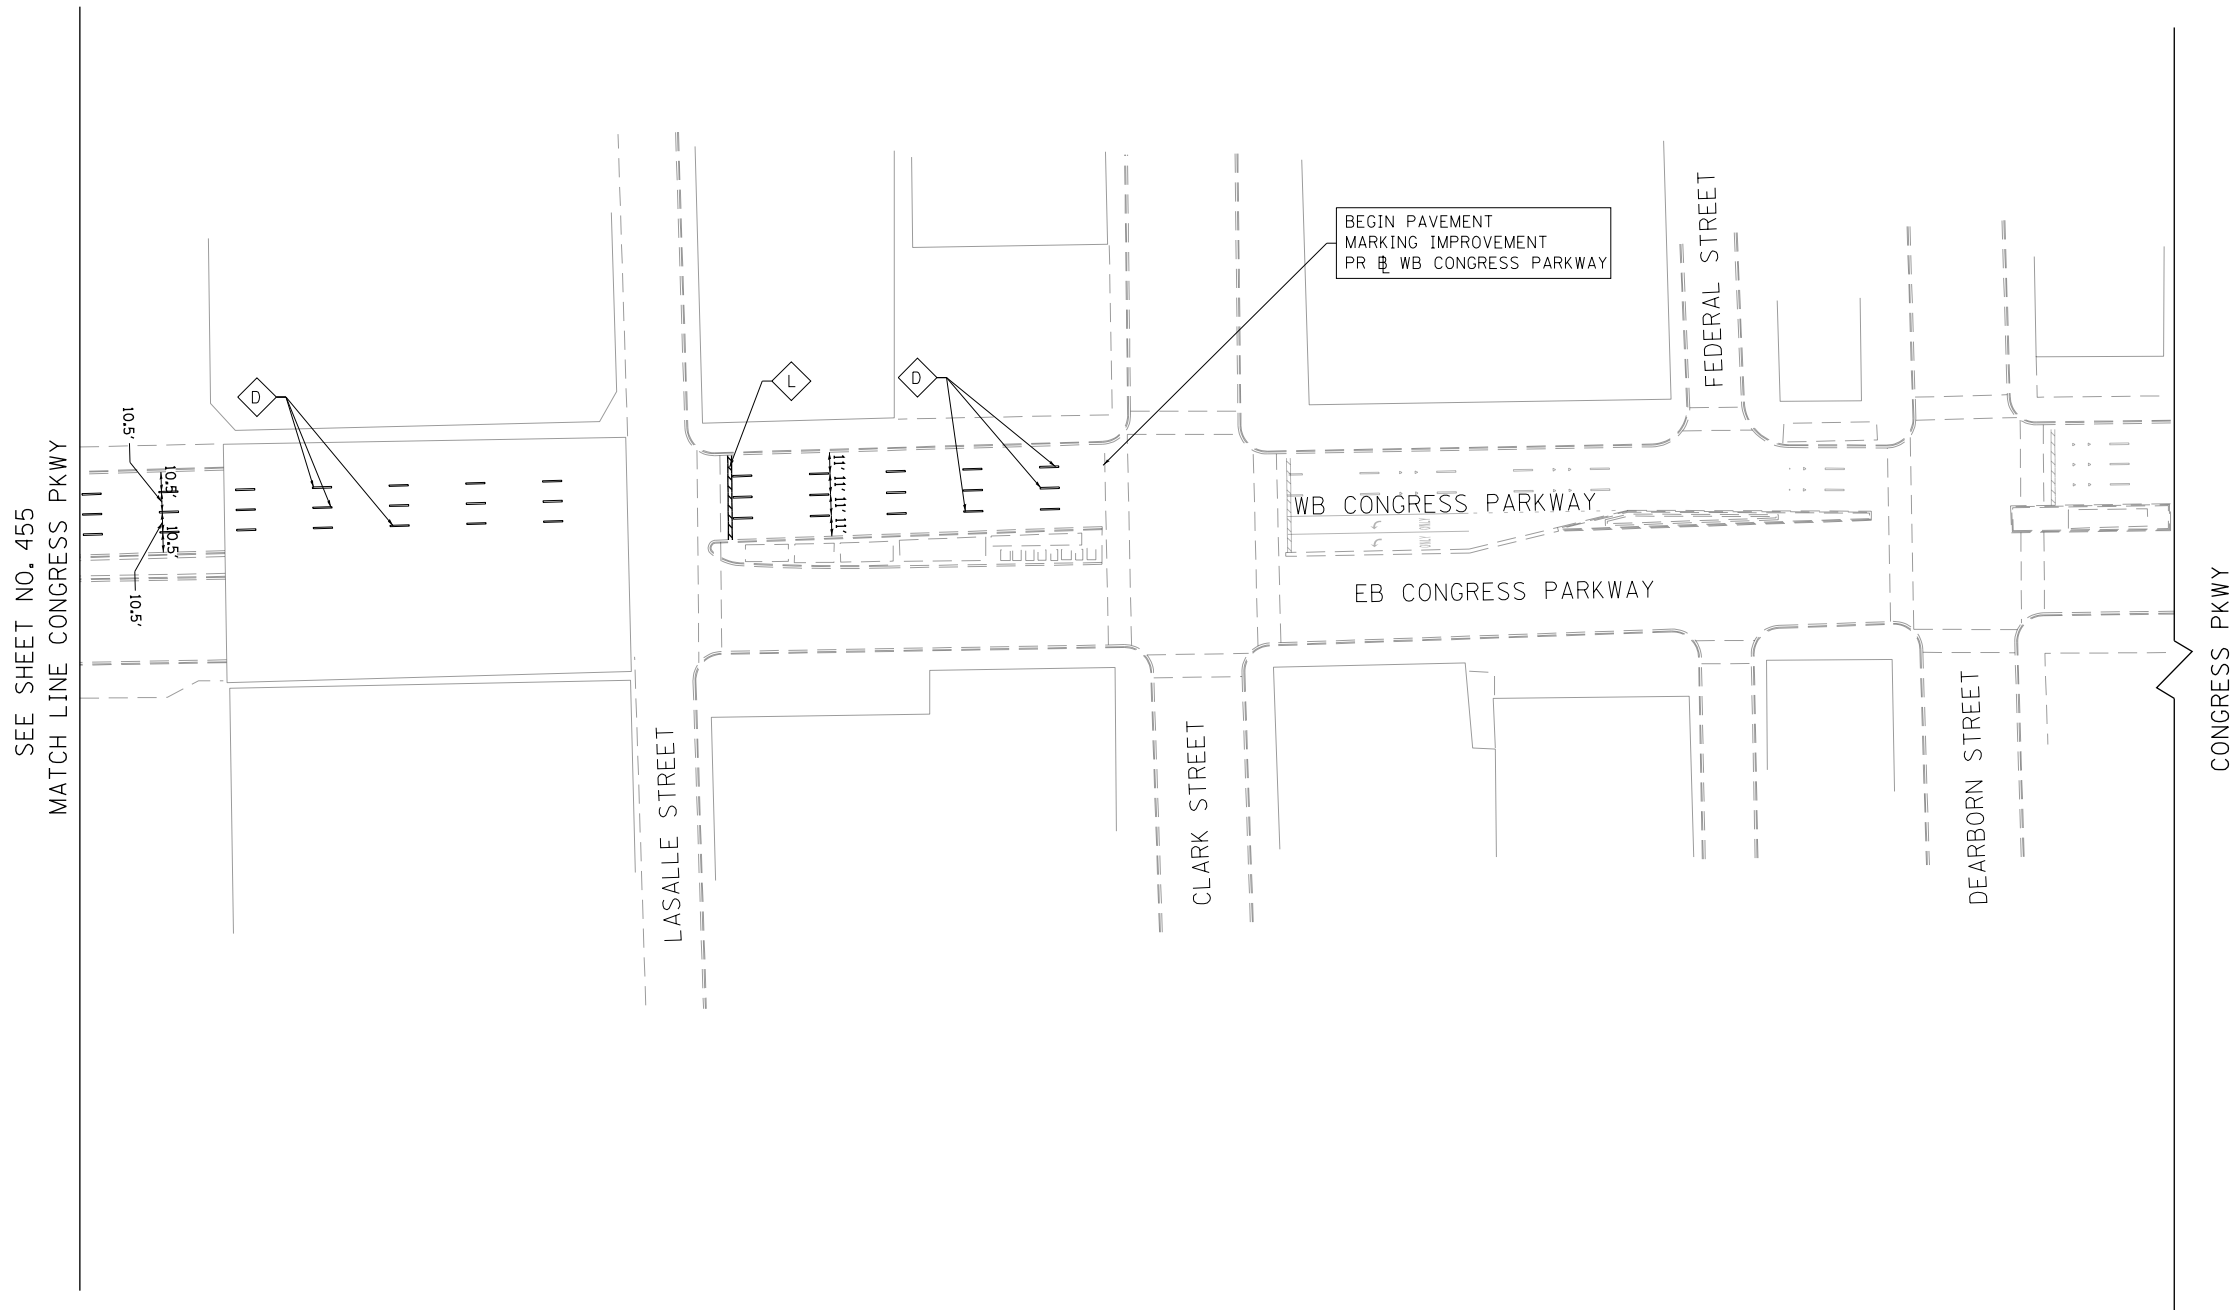 SEE SHEET NO. 455
MATCH LINE CONGRESS PKWY
10.5'
10.5'
10.5'
10.5'
D
L
D
11' 11' 11' 11'
BEGIN PAVEMENT
MARKING IMPROVEMENT
PR ⅊ WB CONGRESS PARKWAY
FEDERAL STREET
WB CONGRESS PARKWAY
ONLY
ONLY
EB CONGRESS PARKWAY
LASALLE STREET
CLARK STREET
DEARBORN STREET
CONGRESS PKWY